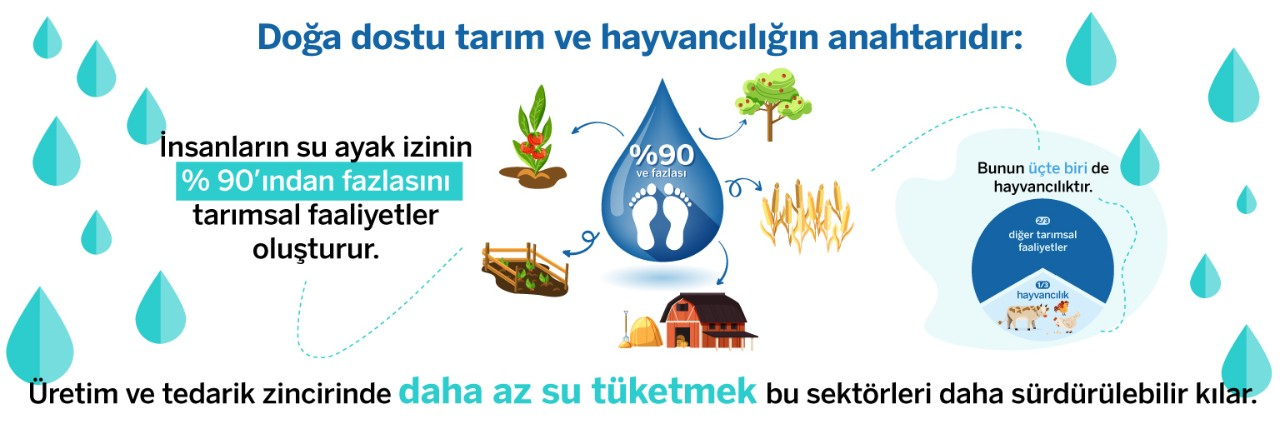 Doğa dostu tarım ve hayvancılığın anahtarıdır:
İnsanların su ayak izinin
% 90'ından fazlasını
tarımsal faaliyetler
oluşturur.
%90
ve fazlası
Bunun üçte biri de
hayvancılıktır.
2/3
diğer tarımsal
faaliyetler
1/3
hayvancılık
Üretim ve tedarik zincirinde daha az su tüketmek bu sektörleri daha sürdürülebilir kılar.